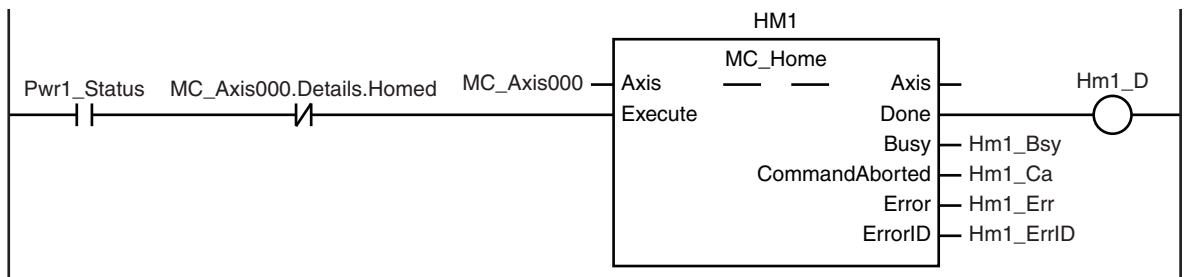 HM1
MC_Home
Pwr1_Status MC_Axis000.Details.Homed MC_Axis000 Axis Axis Hm1_D
Execute Done
Busy Hm1_Bsy
CommandAborted Hm1_Ca
Error Hm1_Err
ErrorID Hm1_ErrID